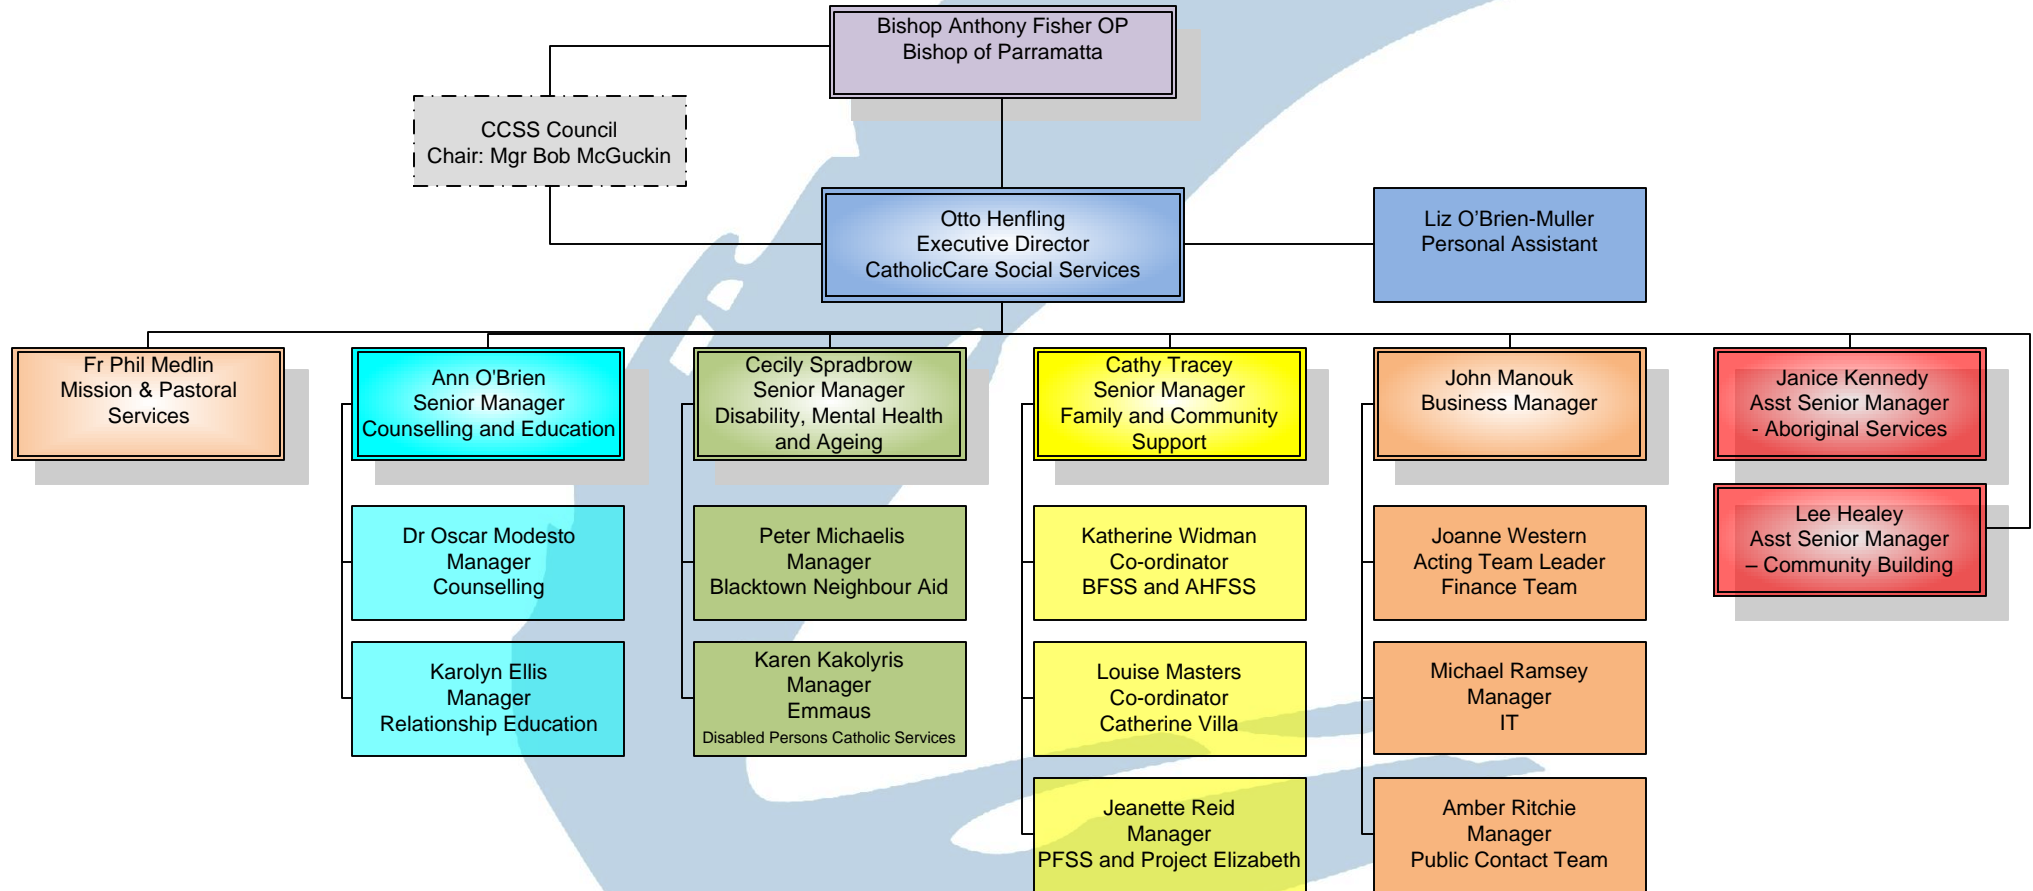 Bishop Anthony Fisher OP
Bishop of Parramatta
CCSS Council
Chair: Mgr Bob McGuckin
Otto Henfling
Executive Director
CatholicCare Social Services
Liz O’Brien-Muller
Personal Assistant
Fr Phil Medlin
Mission & Pastoral
Services
Ann O'Brien
Senior Manager
Counselling and Education
Cecily Spradbrow
Senior Manager
Disability, Mental Health
and Ageing
Cathy Tracey
Senior Manager
Family and Community
Support
John Manouk
Business Manager
Janice Kennedy
Asst Senior Manager
- Aboriginal Services
Lee Healey
Asst Senior Manager
– Community Building
Dr Oscar Modesto
Manager
Counselling
Peter Michaelis
Manager
Blacktown Neighbour Aid
Katherine Widman
Co-ordinator
BFSS and AHFSS
Joanne Western
Acting Team Leader
Finance Team
Karolyn Ellis
Manager
Relationship Education
Karen Kakolyris
Manager
Emmaus
Disabled Persons Catholic Services
Louise Masters
Co-ordinator
Catherine Villa
Michael Ramsey
Manager
IT
Jeanette Reid
Manager
PFSS and Project Elizabeth
Amber Ritchie
Manager
Public Contact Team